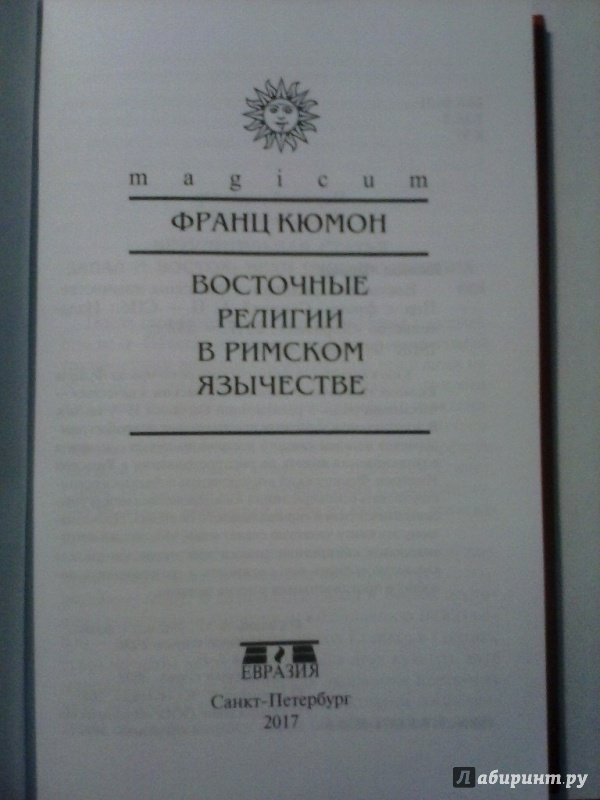 magicum
ФРАНЦ КЮМОН
ВОСТОЧНЫЕ
РЕЛИГИИ
В РИМСКОМ
ЯЗЫЧЕСТВЕ
ЕВРАЗИЯ
Санкт-Петербург
2017
Лабиринт.ру